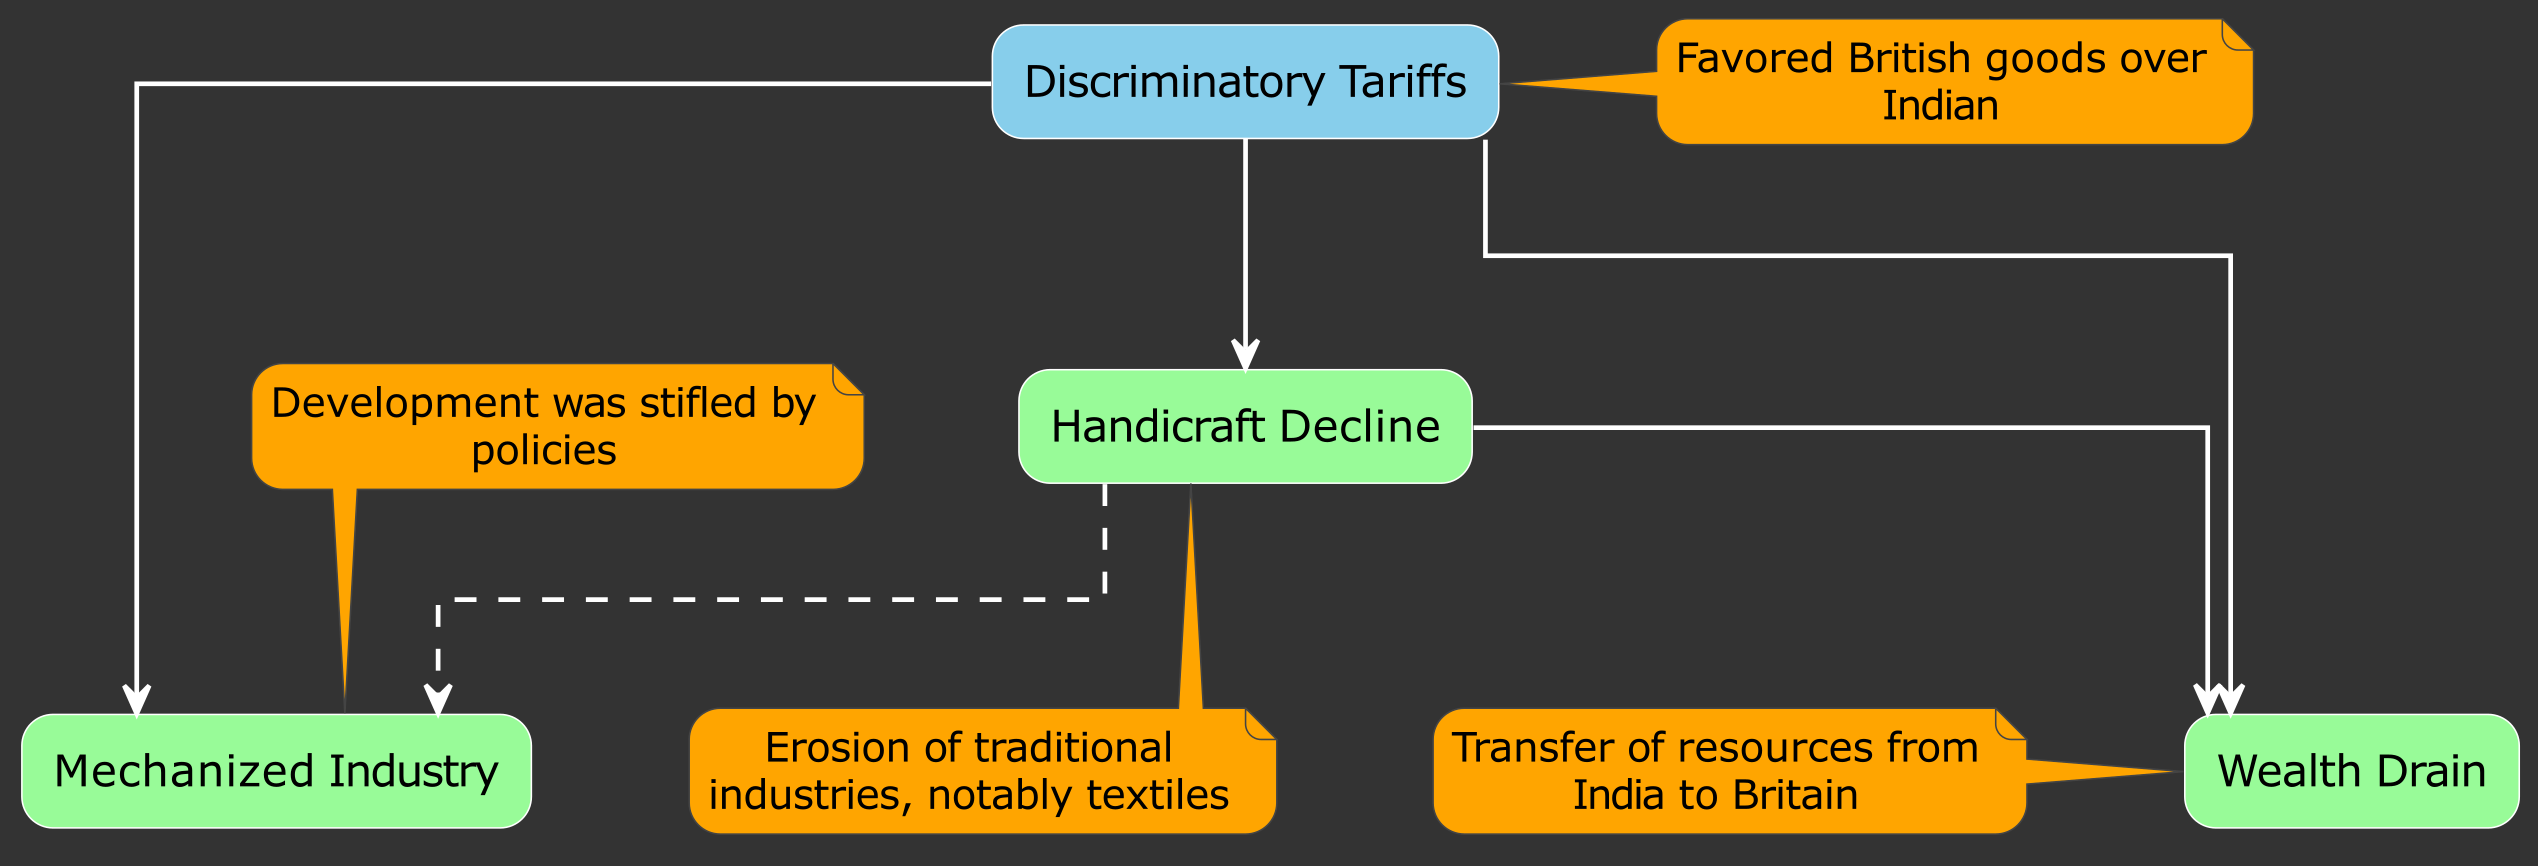 Discriminatory Tariffs
Favored British goods over
Indian
Development was stifled by
policies
Handicraft Decline
Mechanized Industry
Erosion of traditional
industries, notably textiles
Transfer of resources from
India to Britain
Wealth Drain